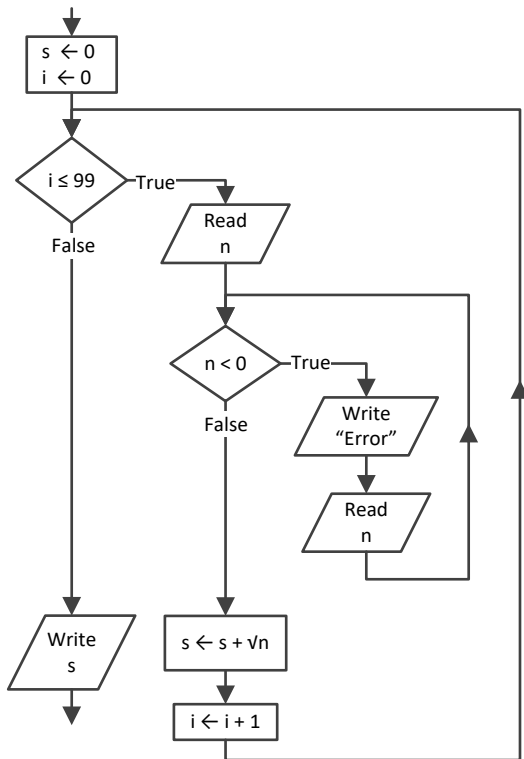 s ← 0
i ← 0
i ≤ 99
True
False
Read
n
n < 0
True
False
Write
“Error”
Read
n
Write
s
s ← s + √n
i ← i + 1